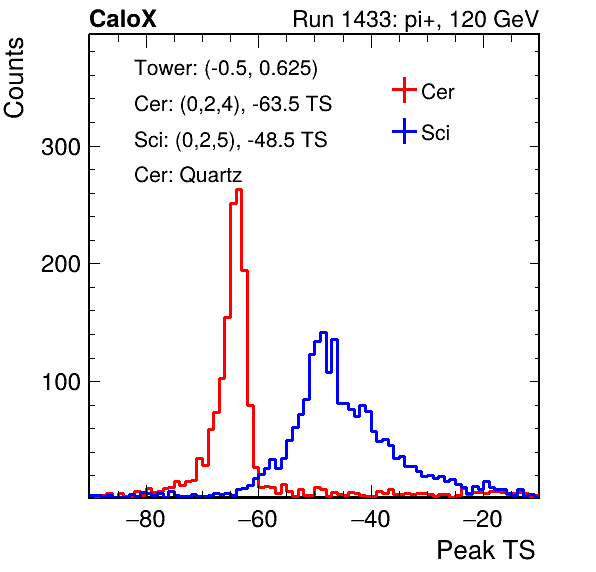 CaloX Run 1433: pi+, 120 GeV
Counts
Tower: (-0.5, 0.625)
Cer: (0,2,4), -63.5 TS
Sci: (0,2,5), -48.5 TS
Cer: Quartz
Cer
Sci
300
200
100
−80 −60 −40 −20
Peak TS